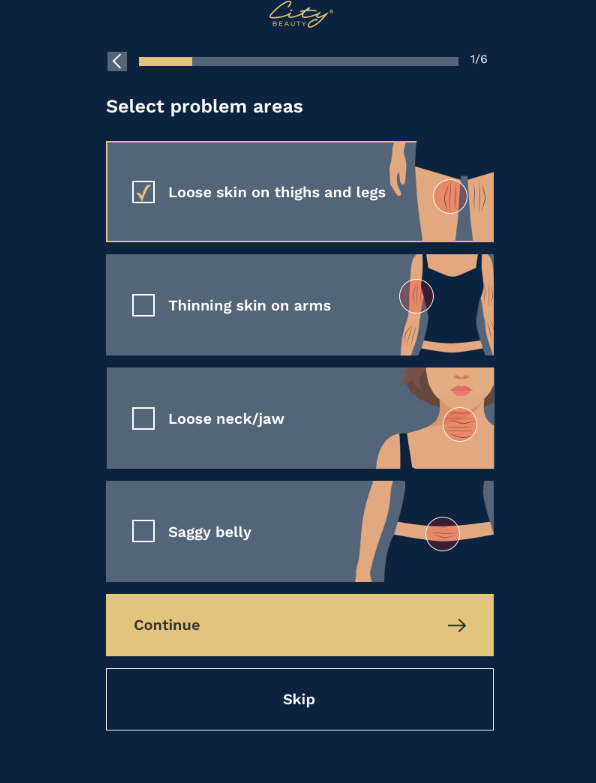 City®
BEAUTY
1/6
Select problem areas
Loose skin on thighs and legs
Thinning skin on arms
Loose neck/jaw
Saggy belly
Continue
Skip